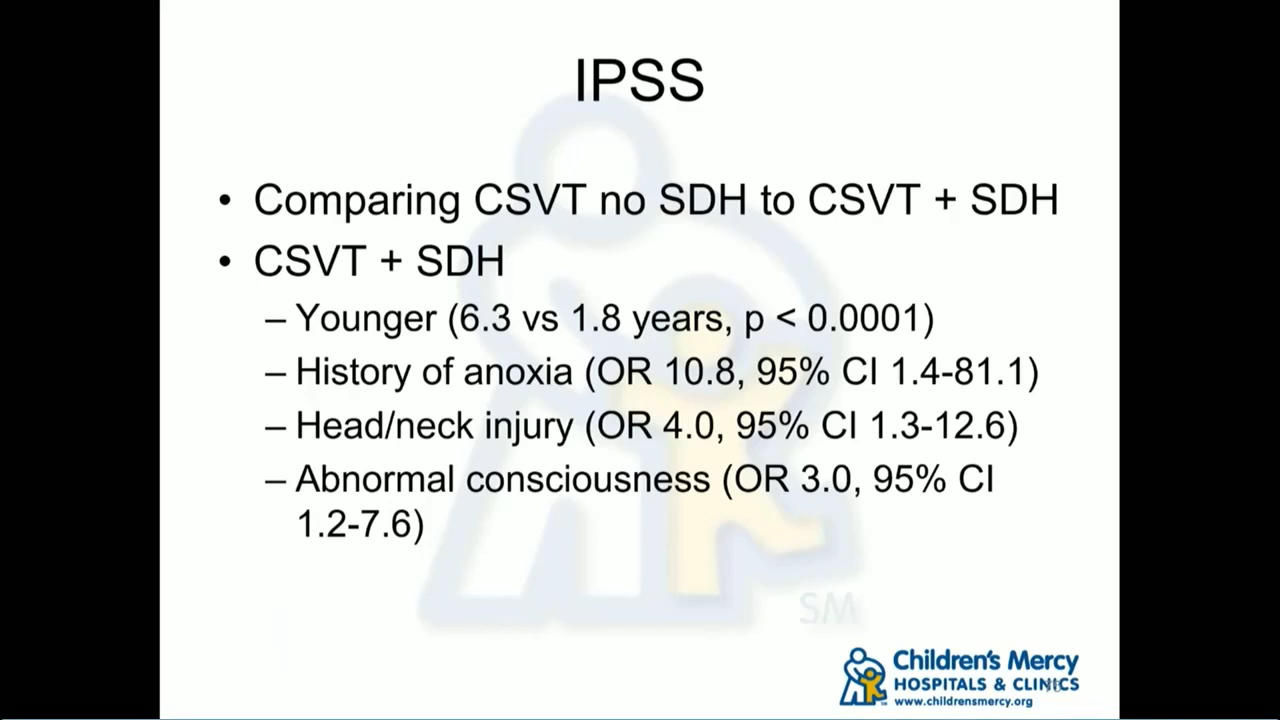 IPSS
• Comparing CSVT no SDH to CSVT + SDH
• CSVT + SDH
– Younger (6.3 vs 1.8 years, p < 0.0001)
– History of anoxia (OR 10.8, 95% CI 1.4-81.1)
– Head/neck injury (OR 4.0, 95% CI 1.3-12.6)
– Abnormal consciousness (OR 3.0, 95% CI
1.2-7.6)
SM
Children's Mercy
HOSPITALS & CLINICS
www.childrensmercy.org